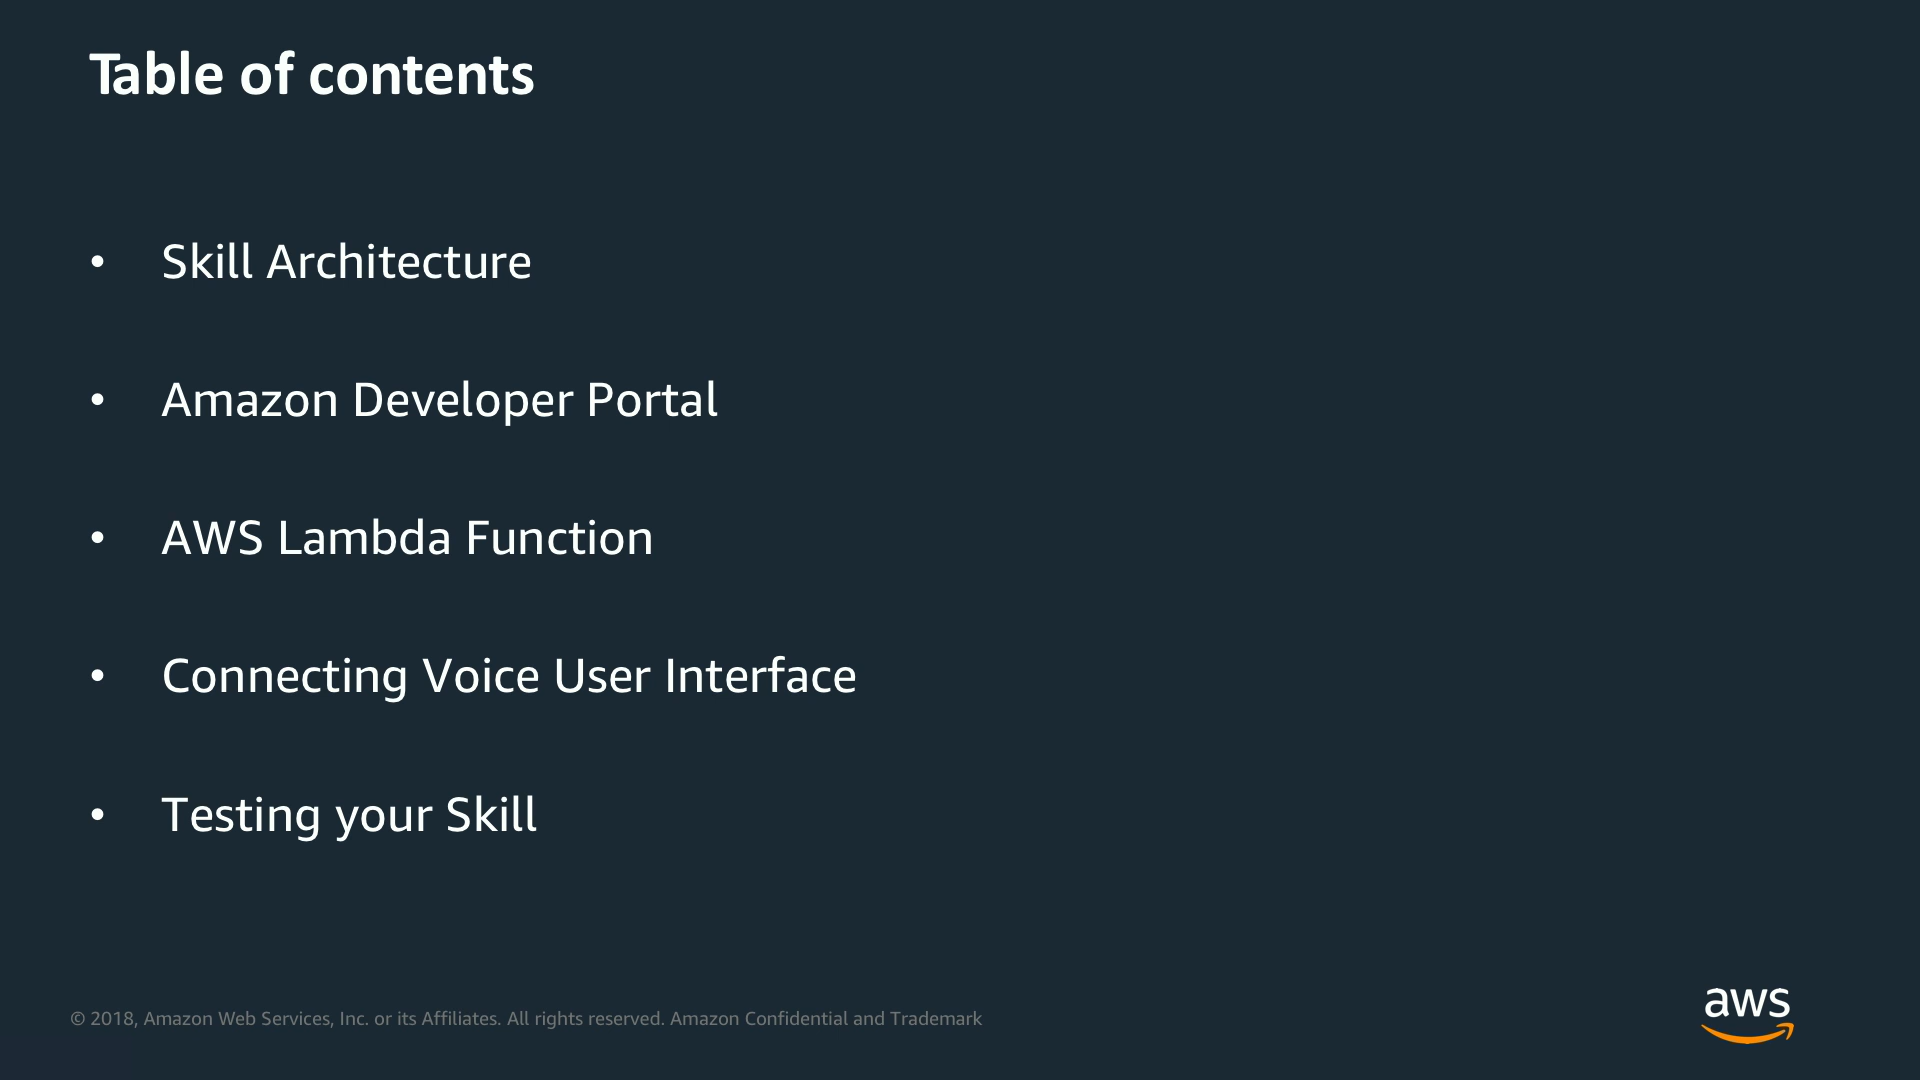 Table of contents
• Skill Architecture
• Amazon Developer Portal
• AWS Lambda Function
• Connecting Voice User Interface
• Testing your Skill
© 2018, Amazon Web Services, Inc. or its Affiliates. All rights reserved. Amazon Confidential and Trademark
aws